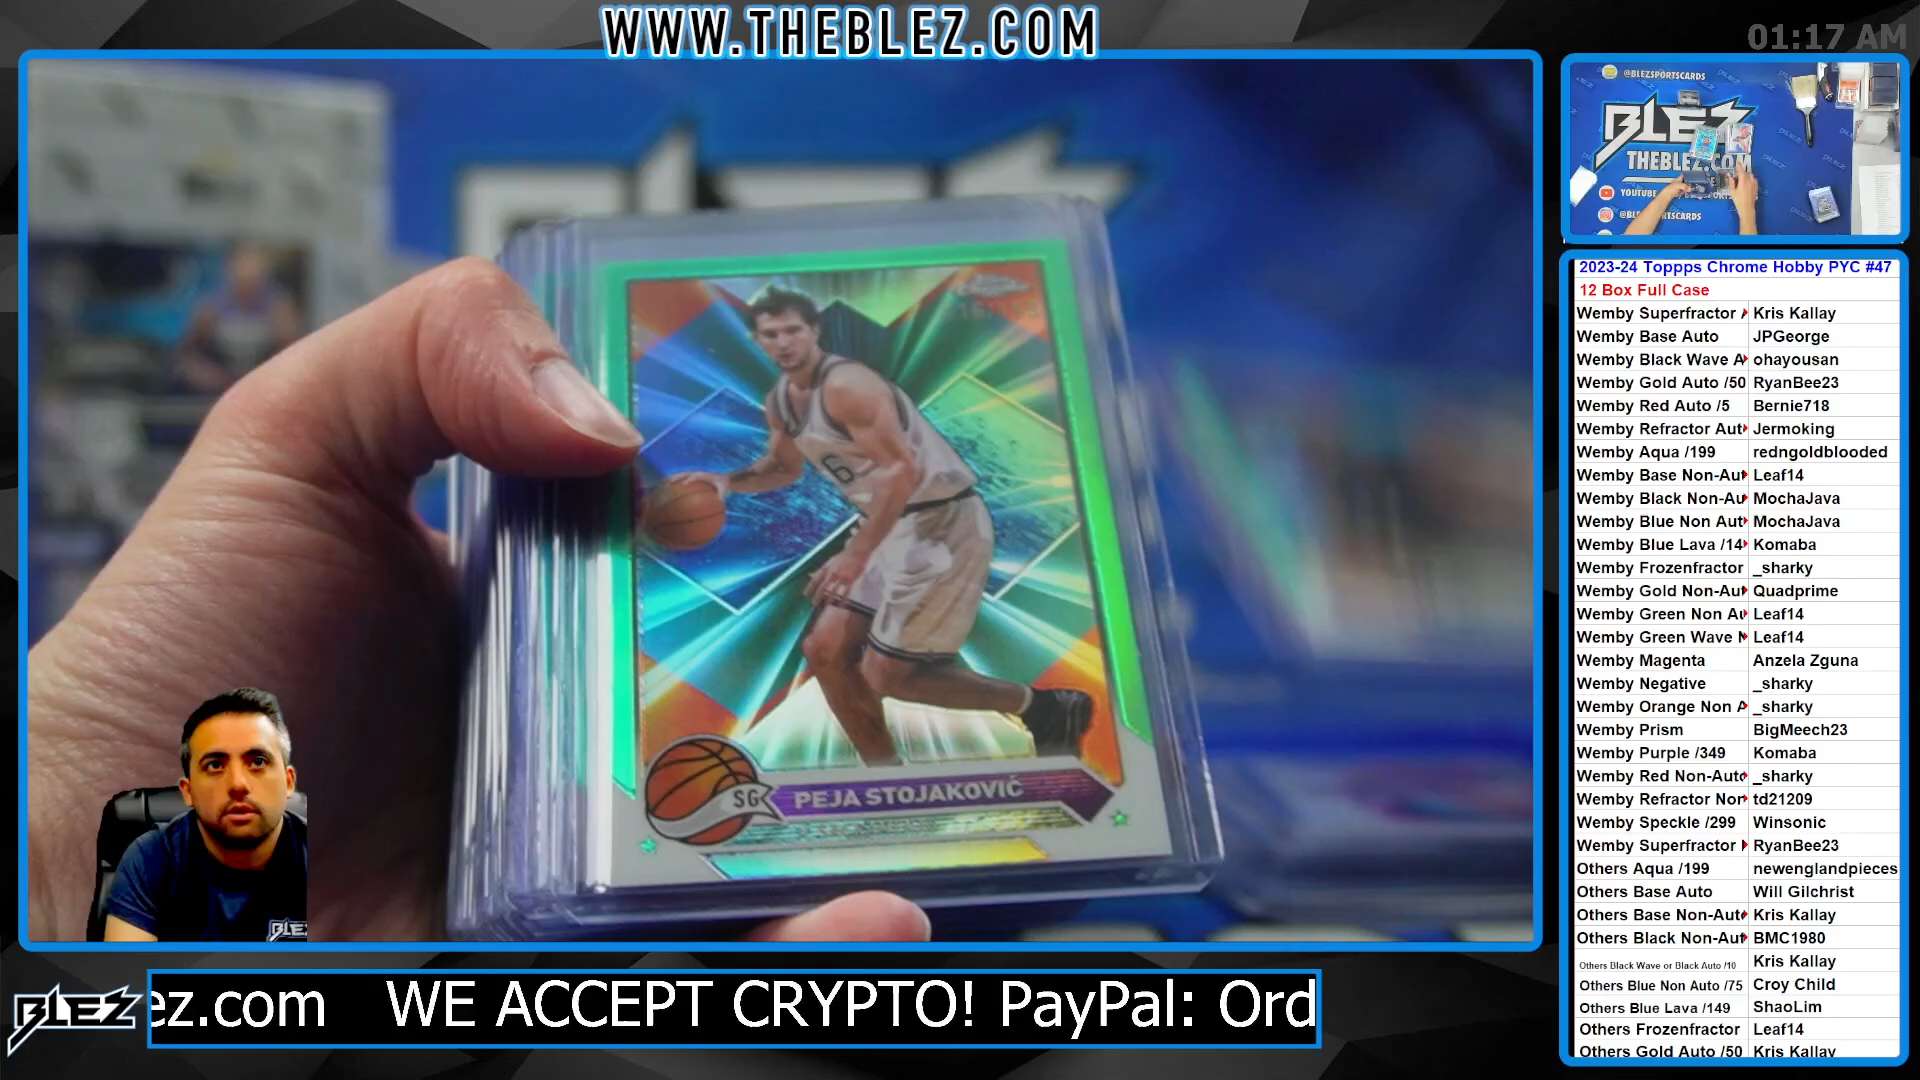 WWW.THEBLEZ.COM
01:17 AM
@BLEZSPORTSCARDS
BLEZ
THEBLEZ.COM
YOUTUBE
6
SG
PEJA STOJAKOVIĆ
BLEZ
2023-24 Toppps Chrome Hobby PYC #47
12 Box Full Case
Wemby Superfractor A Kris Kallay
Wemby Base Auto JPGeorge
Wemby Black Wave A ohayousan
Wemby Gold Auto /50 RyanBee23
Wemby Red Auto /5 Bernie718
Wemby Refractor Aut Jermoking
Wemby Aqua /199 redngoldblooded
Wemby Base Non-Aut Leaf14
Wemby Black Non-Au MochaJava
Wemby Blue Non Aut MochaJava
Wemby Blue Lava /14 Komaba
Wemby Frozenfractor _sharky
Wemby Gold Non-Aut Quadprime
Wemby Green Non Au Leaf14
Wemby Green Wave N Leaf14
Wemby Magenta Anzela Zguna
Wemby Negative _sharky
Wemby Orange Non A _sharky
Wemby Prism BigMeech23
Wemby Purple /349 Komaba
Wemby Red Non-Auto _sharky
Wemby Refractor Non td21209
Wemby Speckle /299 Winsonic
Wemby Superfractor N RyanBee23
Others Aqua /199 newenglandpieces
Others Base Auto Will Gilchrist
Others Base Non-Auto Kris Kallay
Others Black Non-Aut BMC1980
Others Black Wave or Black Auto /10 Kris Kallay
Others Blue Non Auto /75 Croy Child
Others Blue Lava /149 ShaoLim
Others Frozenfractor Leaf14
Others Gold Auto /50 Kris Kallay
BLEZ
ez.com WE ACCEPT CRYPTO! PayPal: Ord